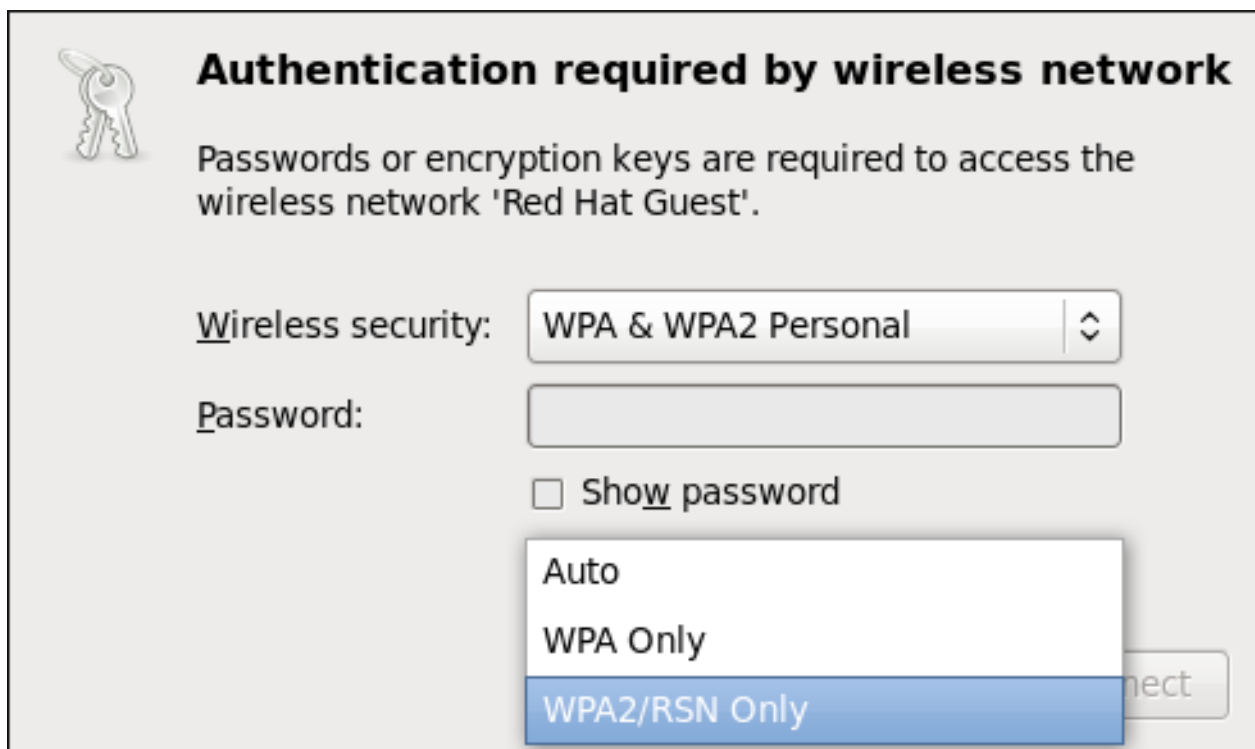 Authentication required by wireless network
Passwords or encryption keys are required to access the
wireless network 'Red Hat Guest'.
Wireless security: WPA & WPA2 Personal
Password:
Show password
Auto
WPA Only
WPA2/RSN Only